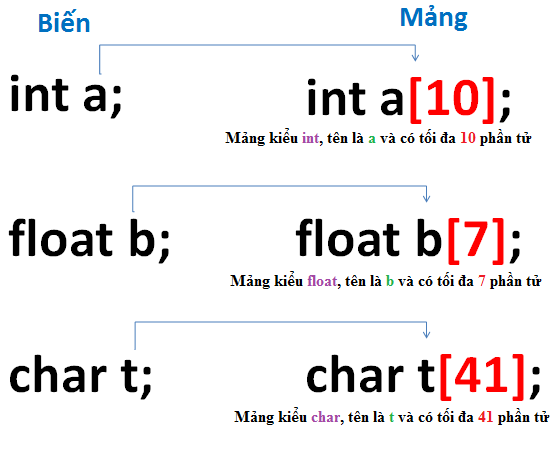 Biến Mảng
int a; int a[10];
Mảng kiểu int, tên là a và có tối đa 10 phần tử
float b; float b[7];
Mảng kiểu float, tên là b và có tối đa 7 phần tử
char t; char t[41];
Mảng kiểu char, tên là t và có tối đa 41 phần tử